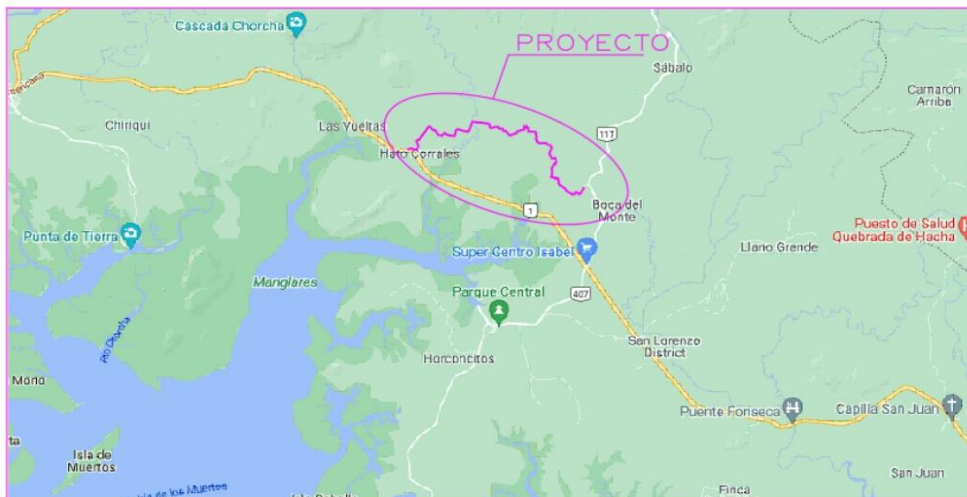 Cascada Chorcha
PROYECTO
Sábalo
Camarón
Arriba
Chiriquí
Las Vueltas
117
Hato Corrales
1
Boca del
Monte
Puesto de Salud
Quebrada de Hacha
Llano Grande
Punta de Tierra
Super Centro Isabel
Manglares
Parque Central
407
Río Chorcha
San Lorenzo
District
Horconcitos
Puente Fonseca
Capilla San Juan
Isla de
Muertos
San Juan
Finca